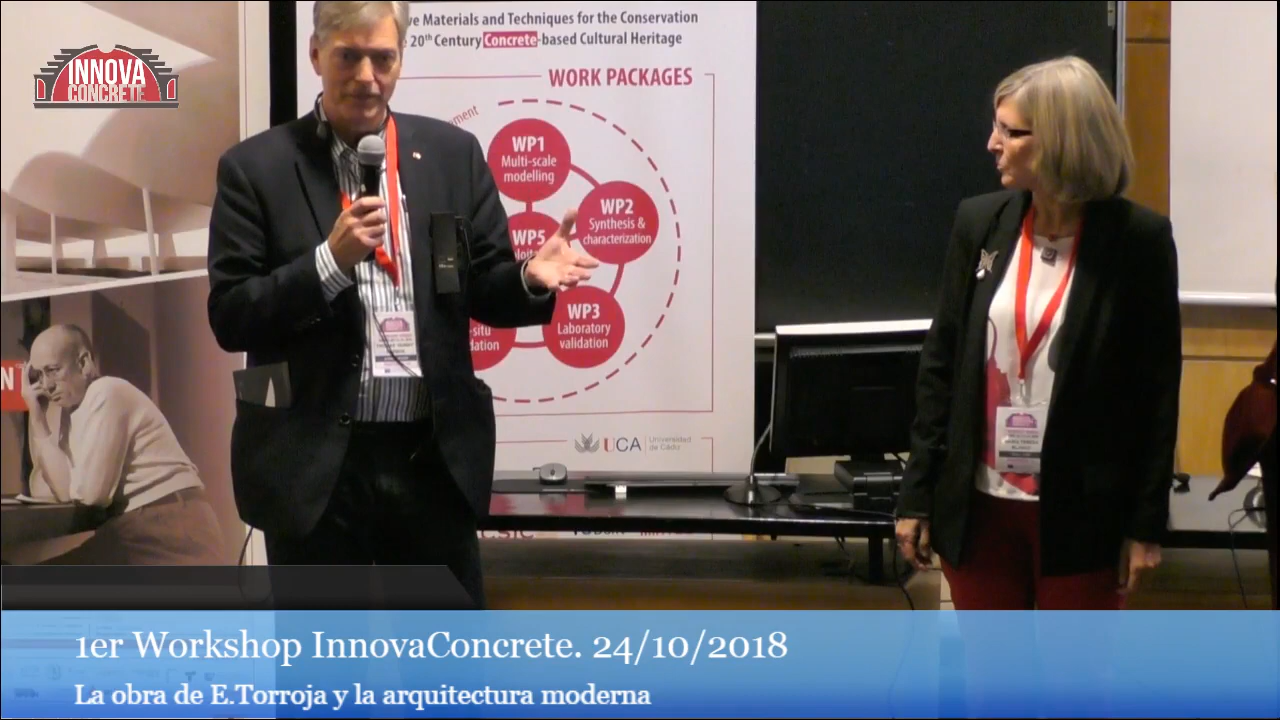 INNOVA
CONCRETE
ve Materials and Techniques for the Conservation
20th Century Concrete-based Cultural Heritage
WORK PACKAGES
WP1
Multi-scale
modelling
WP2
Synthesis &
characterization
WP5
WP3
Laboratory
validation
UCA Universidad
de Cádiz
1er Workshop InnovaConcrete. 24/10/2018
La obra de E.Torroja y la arquitectura moderna